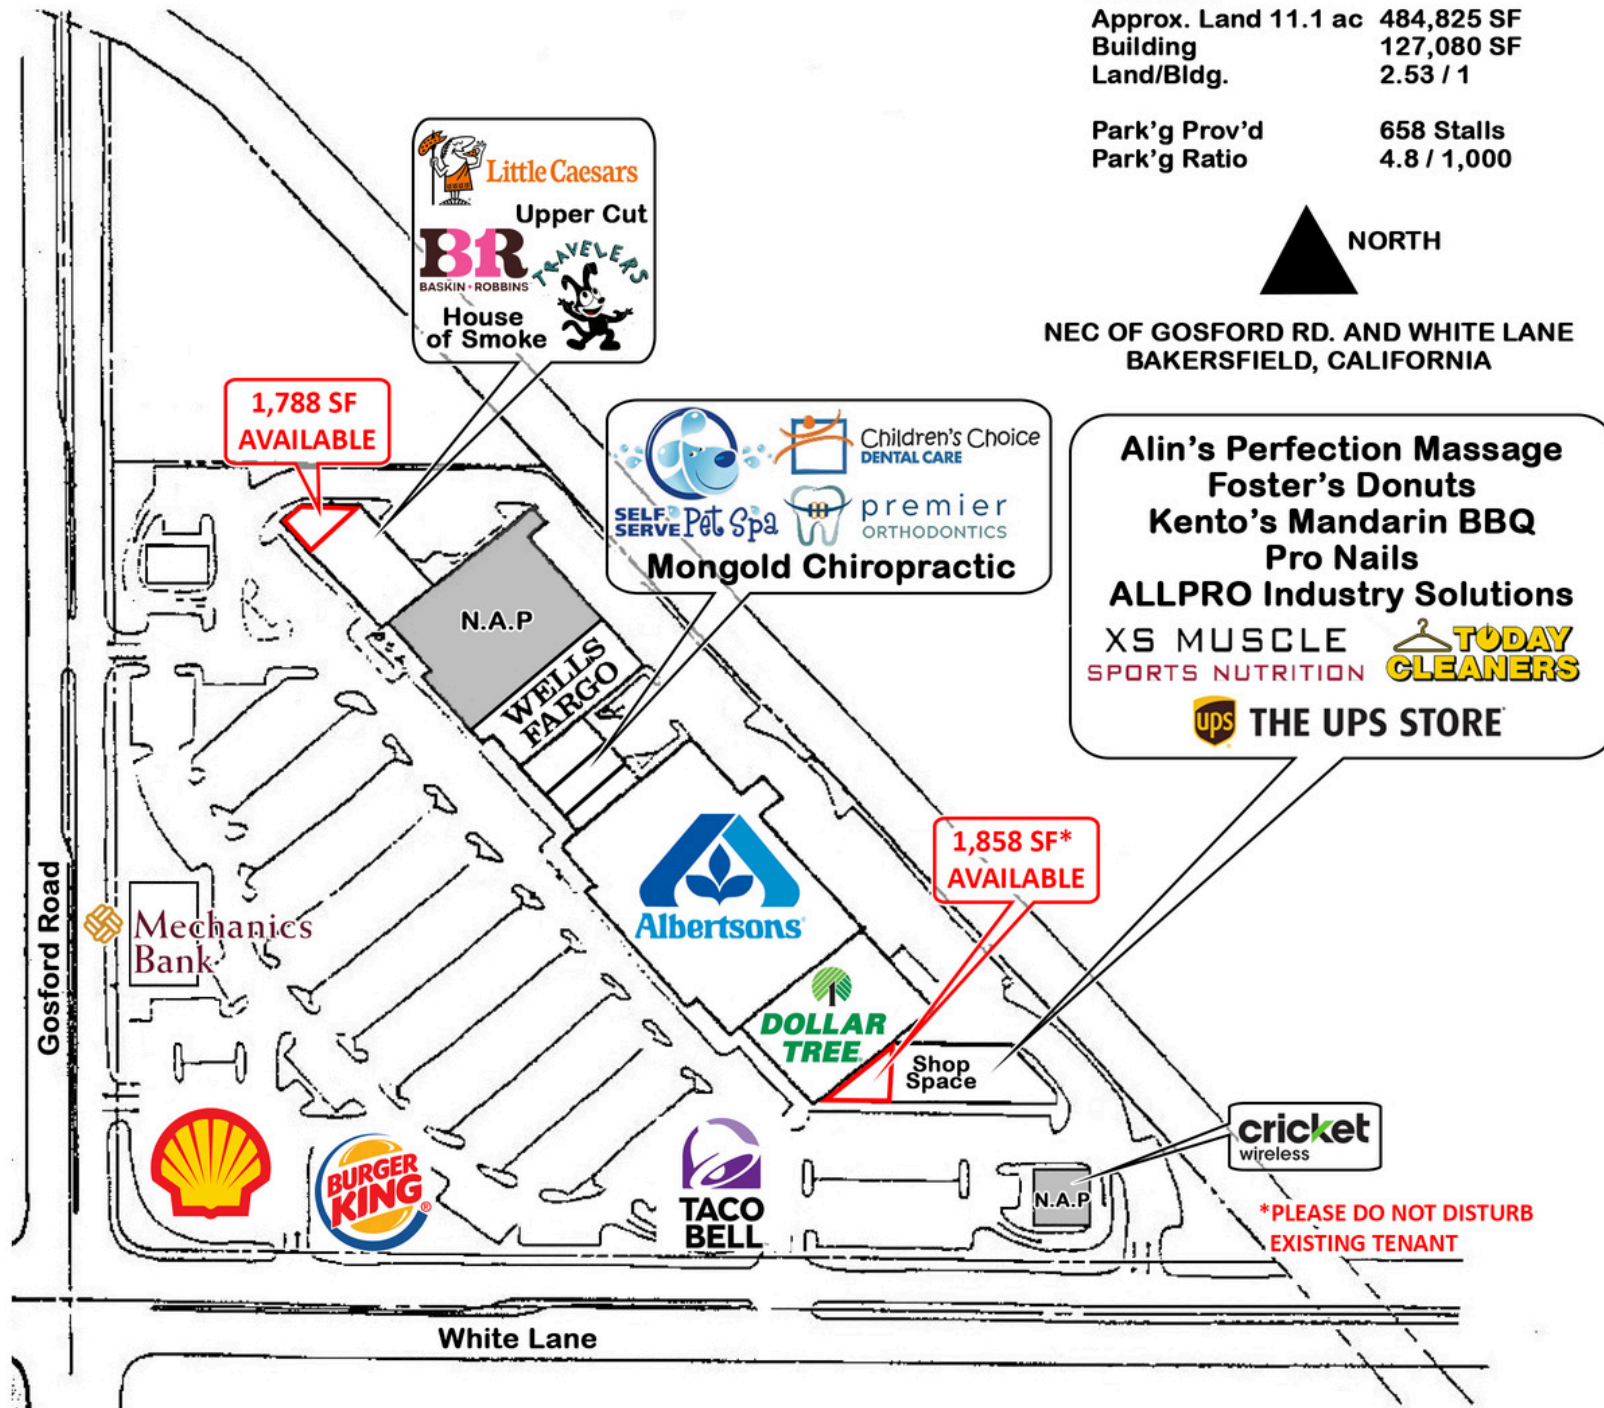 Approx. Land 11.1 ac 484,825 SF
Building 127,080 SF
Land/Bldg. 2.53 / 1
Park'g Prov'd 658 Stalls
Park'g Ratio 4.8 / 1,000
NORTH
NEC OF GOSFORD RD. AND WHITE LANE
BAKERSFIELD, CALIFORNIA
Little Caesars
Upper Cut
BR
BASKIN • ROBBINS
TRAVELERS
House
of Smoke
1,788 SF
AVAILABLE
SELF
SERVE Pet Spa
Children's Choice
DENTAL CARE
premier
ORTHODONTICS
Mongold Chiropractic
Alin's Perfection Massage
Foster's Donuts
Kento's Mandarin BBQ
Pro Nails
ALLPRO Industry Solutions
XS MUSCLE
SPORTS NUTRITION
TODAY
CLEANERS
ups THE UPS STORE
N.A.P
WELLS
FARGO
Albertsons
1,858 SF*
AVAILABLE
DOLLAR
TREE
Shop
Space
Mechanics
Bank
Gosford Road
BURGER
KING®
TACO
BELL
cricket
wireless
N.A.P
*PLEASE DO NOT DISTURB
EXISTING TENANT
White Lane